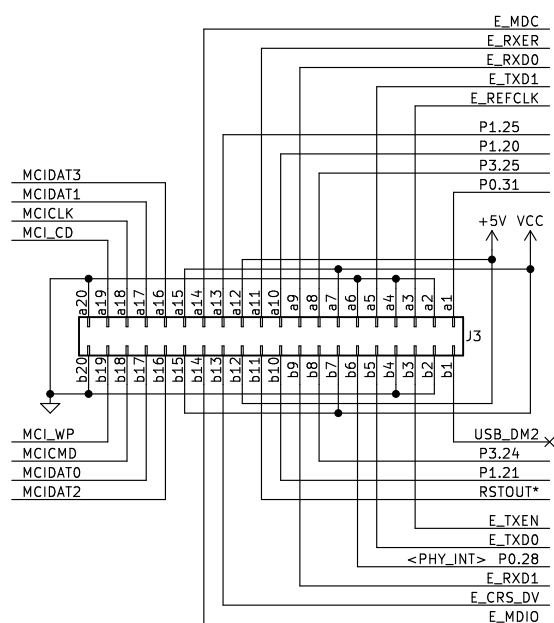 E_MDC
E_RXER
E_RXD0
E_TXD1
E_REFCLK
P1.25
P1.20
P3.25
P0.31
MCIDAT3
MCIDAT1
MCICLK
MCI_CD
+5V VCC
a20 a19 a18 a17 a16 a15 a14 a13 a12 a11 a10 a9 a8 a7 a6 a5 a4 a3 a2 a1
J3
b20 b19 b18 b17 b16 b15 b14 b13 b12 b11 b10 b9 b8 b7 b6 b5 b4 b3 b2 b1
MCI_WP
MCICMD
MCIDAT0
MCIDAT2
USB_DM2
P3.24
P1.21
RSTOUT*
E_TXEN
E_TXD0
<PHY_INT> P0.28
E_RXD1
E_CRS_DV
E_MDIO